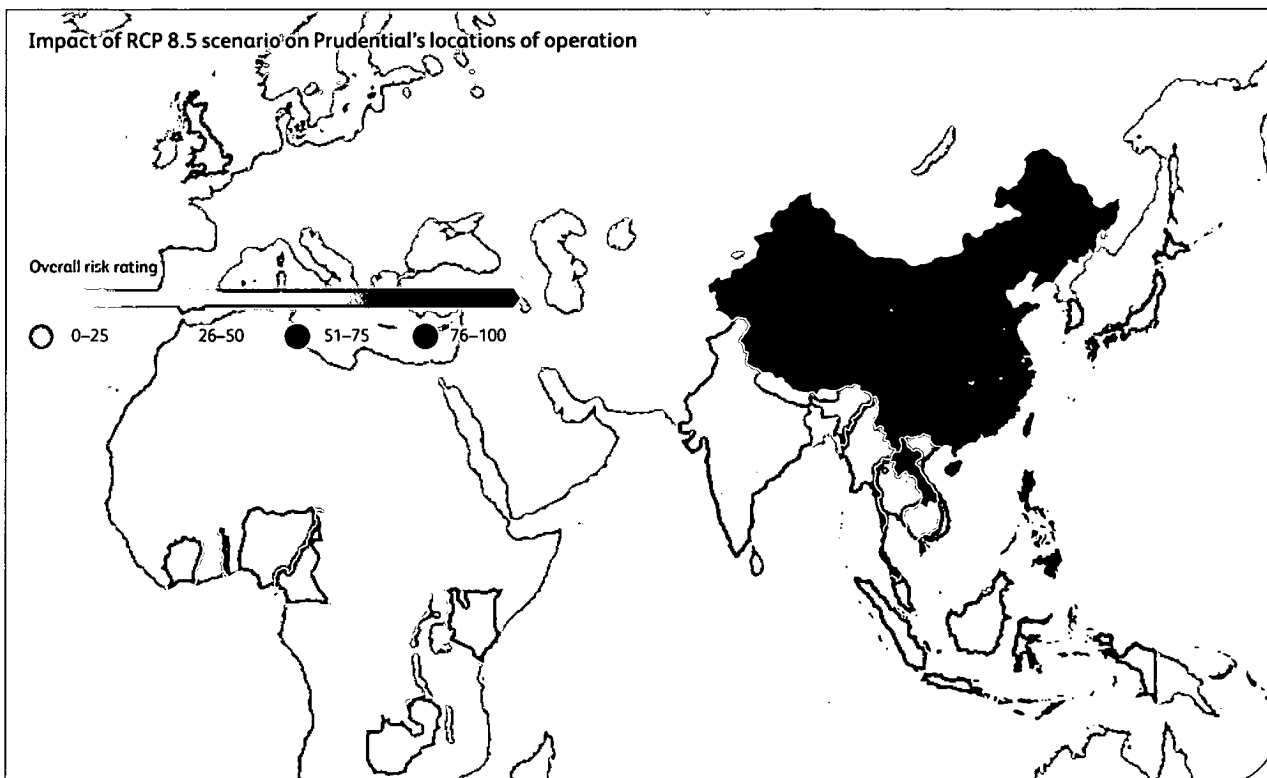 Impact of RCP 8.5 scenario on Prudential's locations of operation
Overall risk rating
0–25 26–50 51–75 76–100